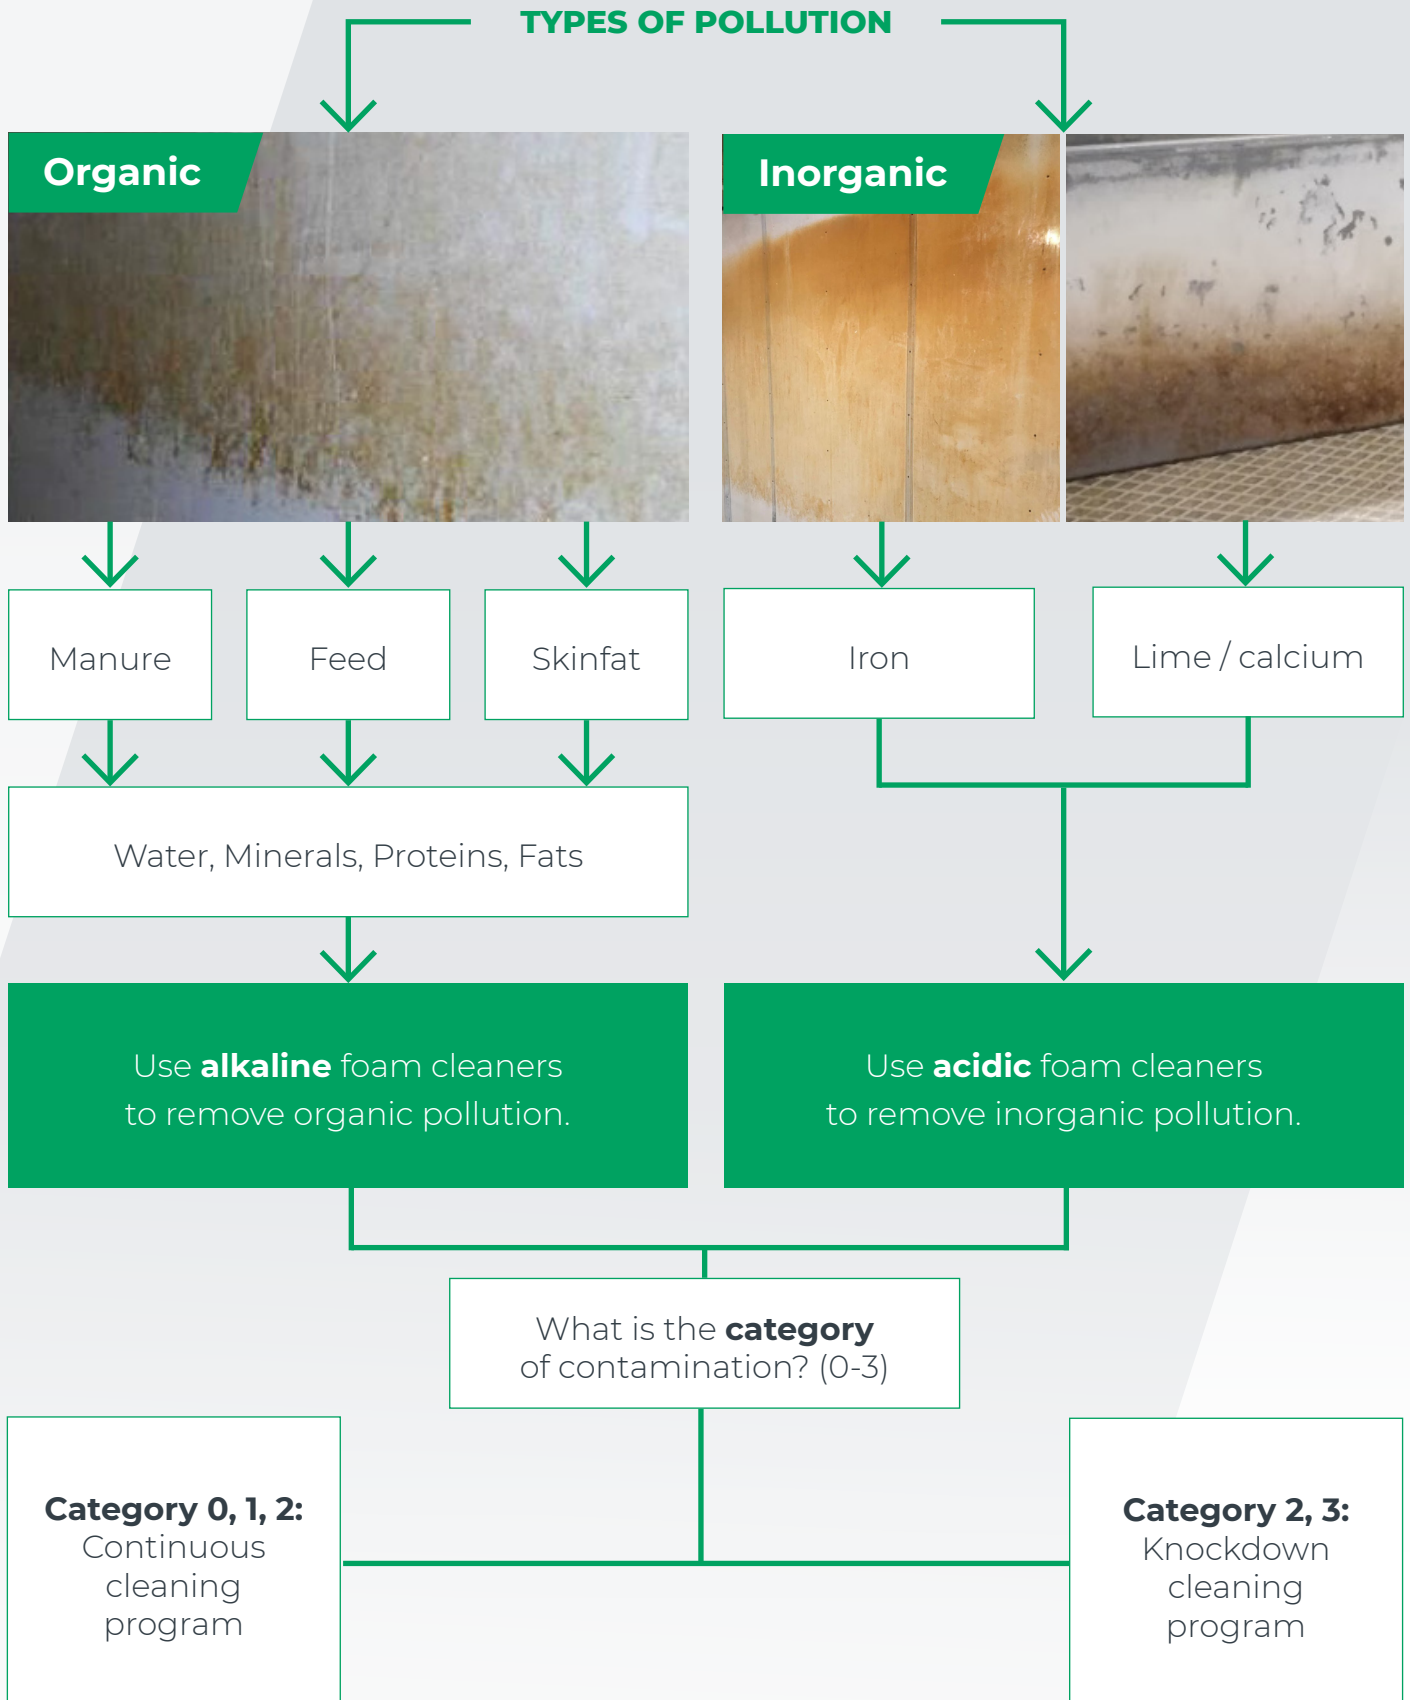 TYPES OF POLLUTION
Organic
Inorganic
Manure
Feed
Skinfat
Iron
Lime / calcium
Water, Minerals, Proteins, Fats
Use alkaline foam cleaners
to remove organic pollution.
Use acidic foam cleaners
to remove inorganic pollution.
What is the category
of contamination? (0-3)
Category 0, 1, 2:
Continuous
cleaning
program
Category 2, 3:
Knockdown
cleaning
program